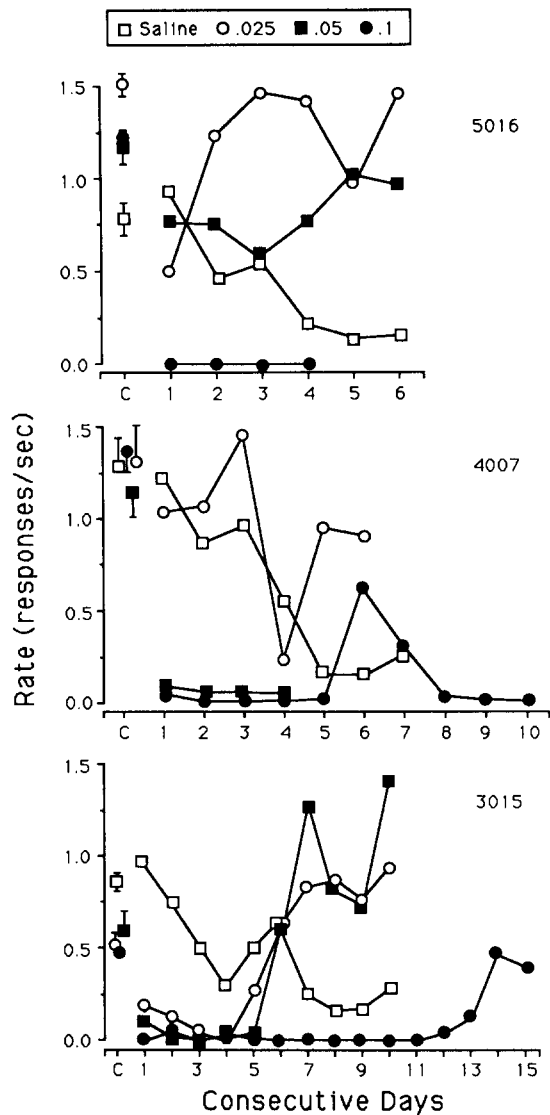 Saline .025 .05 .1
1.5
5016
1.0
0.5
0.0
C 1 2 3 4 5 6
1.5
4007
1.0
0.5
0.0
C 1 2 3 4 5 6 7 8 9 10
1.5
3015
1.0
0.5
0.0
C 1 3 5 7 9 11 13 15
Rate (responses/sec)
Consecutive Days